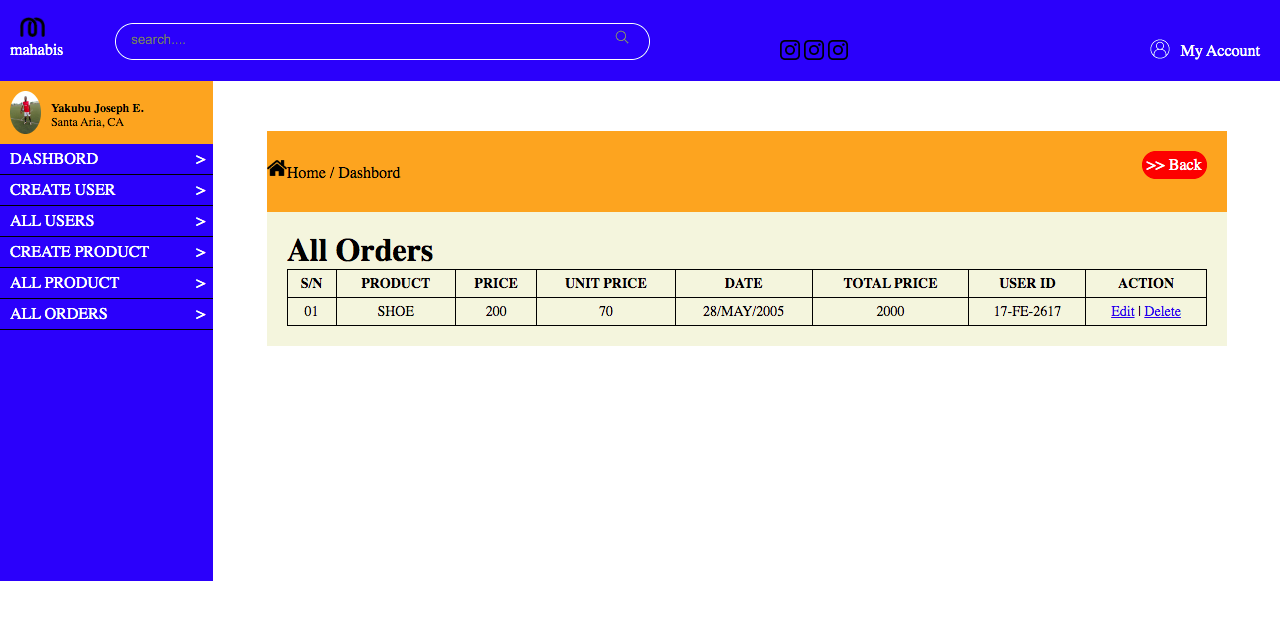 mahabis
search....
My Account
Yakubu Joseph E.
Santa Aria, CA
DASHBORD >
CREATE USER >
ALL USERS >
CREATE PRODUCT >
ALL PRODUCT >
ALL ORDERS >
Home / Dashbord
>> Back
All Orders
S/N PRODUCT PRICE UNIT PRICE DATE TOTAL PRICE USER ID ACTION
01 SHOE 200 70 28/MAY/2005 2000 17-FE-2617 Edit | Delete